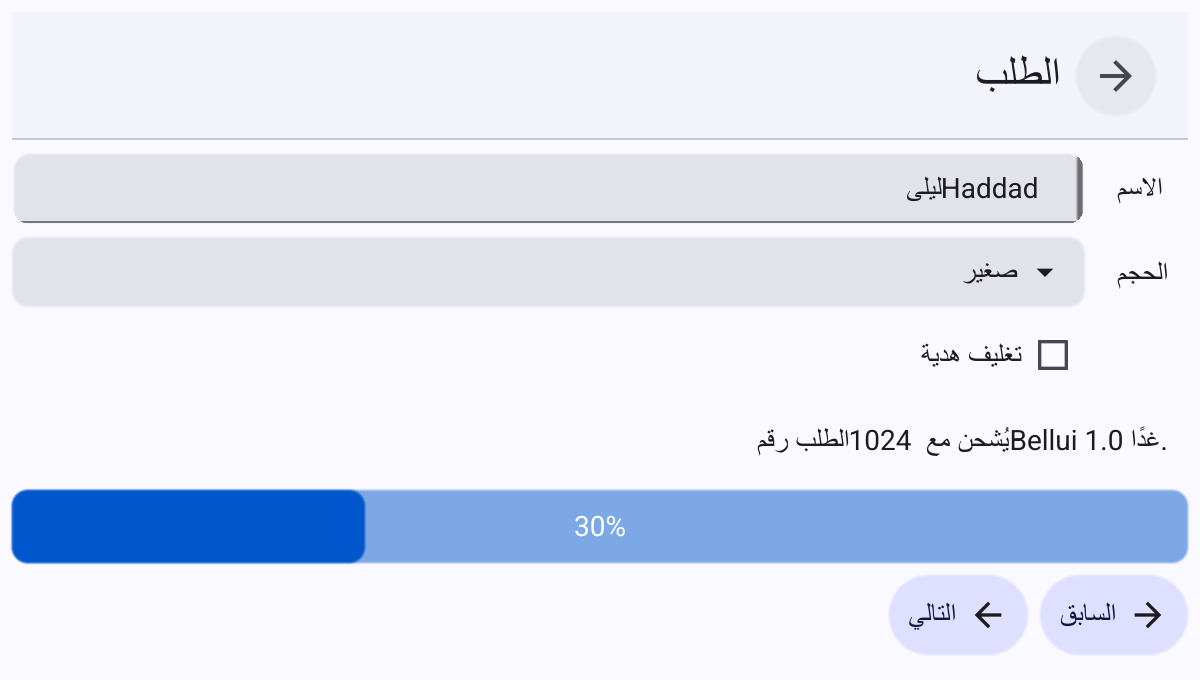 الطلب
الاسم
ليلى Haddad
الحجم
صغير
تغليف هدية
الطلب رقم 1024 يُشحن مع Bellui 1.0 غدًا.
30%
السابق
التالي